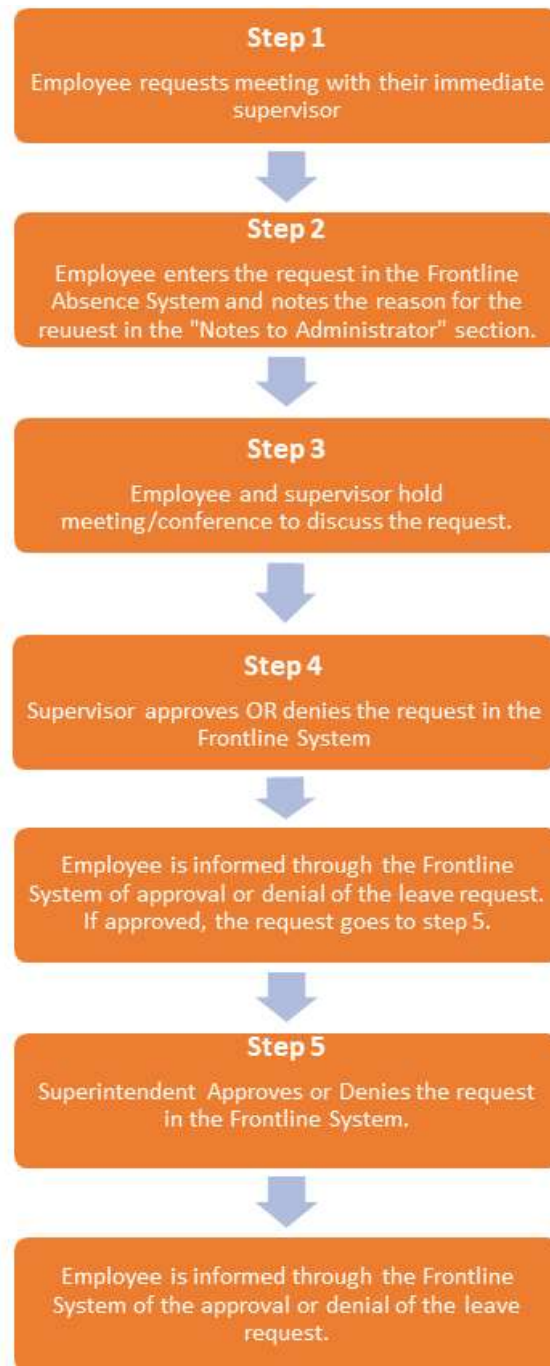 Step 1
Employee requests meeting with their immediate
supervisor
Step 2
Employee enters the request in the Frontline
Absence System and notes the reason for the
reuuest in the "Notes to Administrator" section.
Step 3
Employee and supervisor hold
meeting/conference to discuss the request.
Step 4
Supervisor approves OR denies the request in the
Frontline System
Employee is informed through the Frontline
System of approval or denial of the leave request.
If approved, the request goes to step 5.
Step 5
Superintendent Approves or Denies the request
in the Frontline System.
Employee is informed through the Frontline
System of the approval or denial of the leave
request.